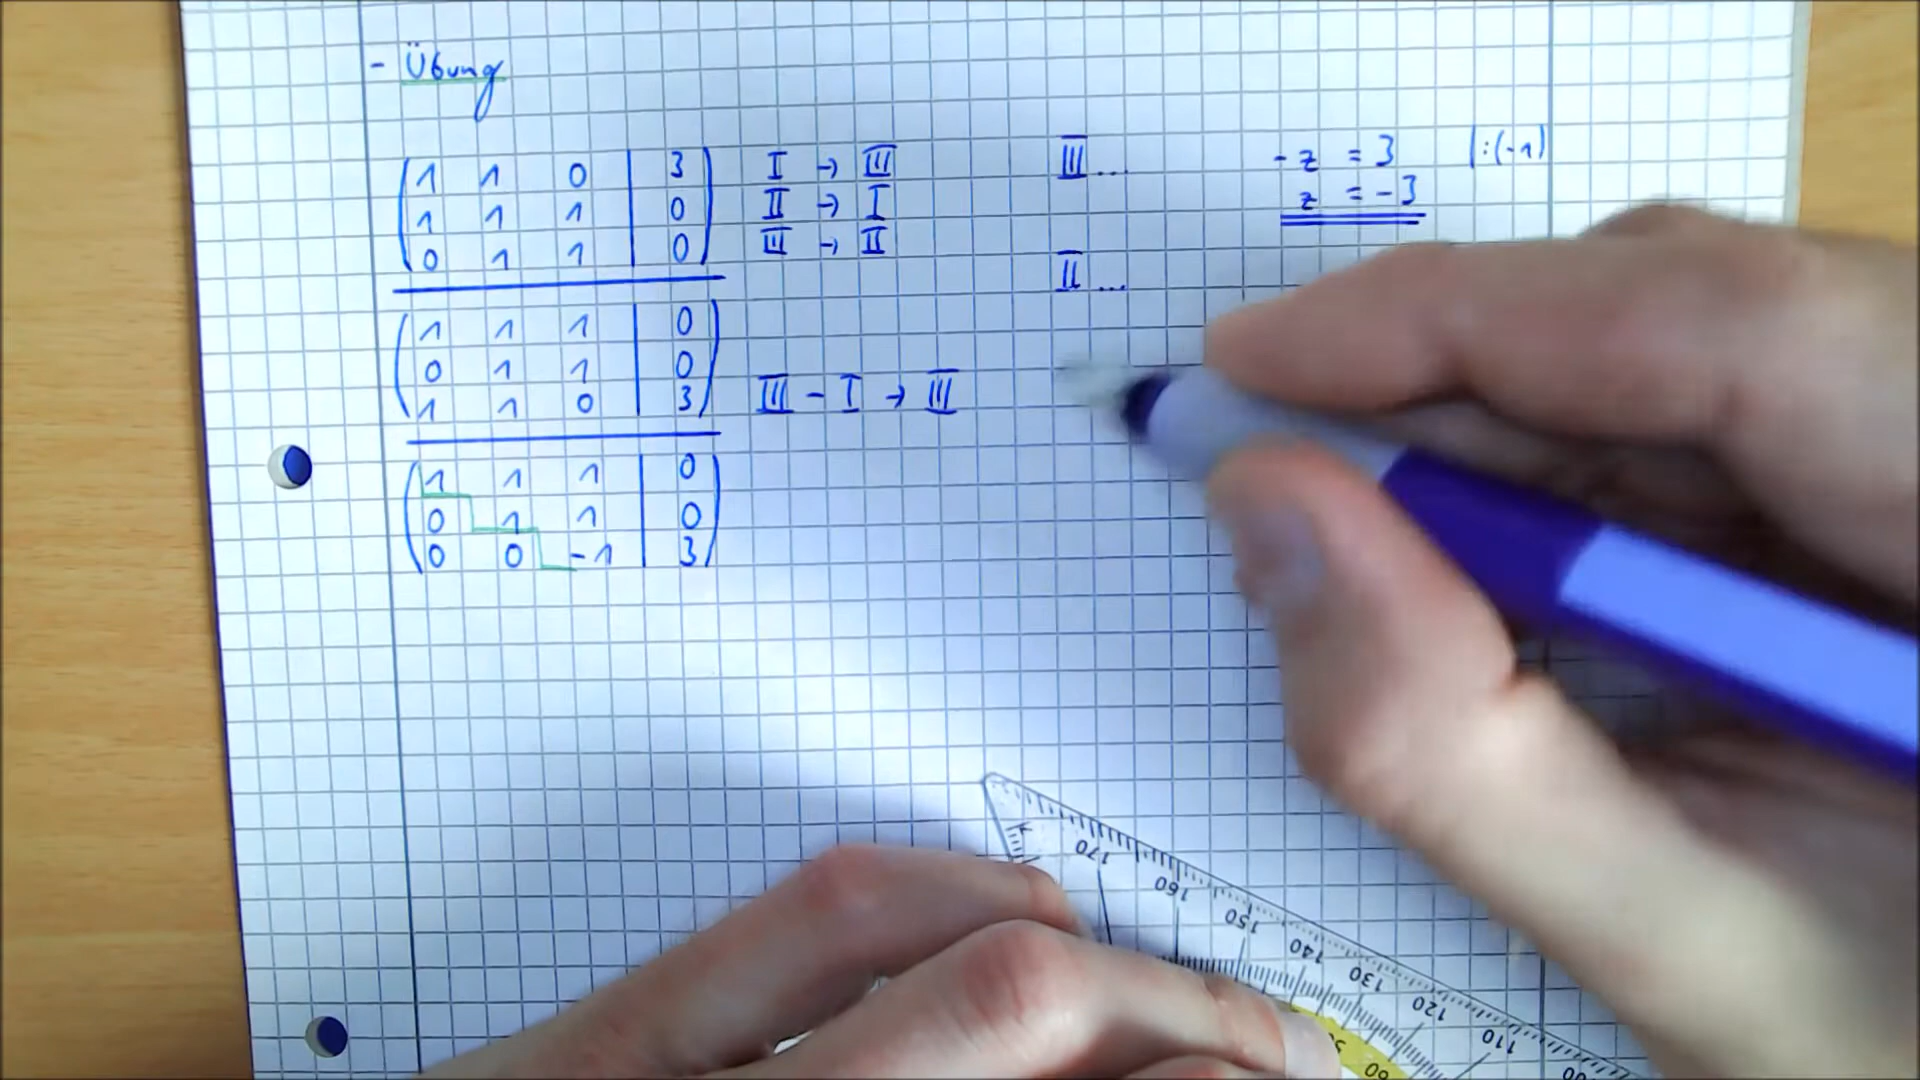 - Übung
1 1 0 | 3 I → III
1 1 1 | 0 II → I
0 1 1 | 0 III → II
1 1 1 | 0
0 1 1 | 0
1 1 0 | 3 III - I → III
1 1 1 | 0
0 1 1 | 0
0 0 -1 | 3
III ... - z = 3 | :(-1)
z = -3
II ...
170 160 150 140 130 120 110